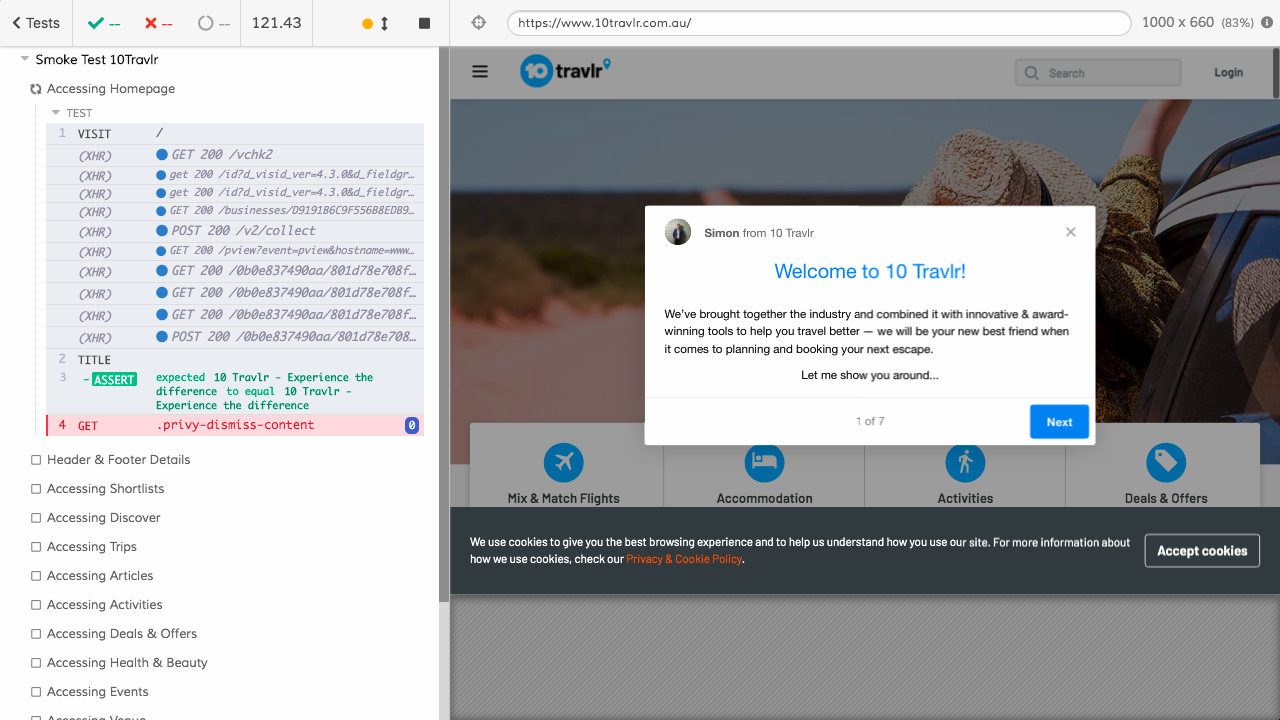 Tests
--
--
--
121.43
https://www.10travlr.com.au/
1000 x 660 (83%)
Smoke Test 10Travlr
Accessing Homepage
TEST
1 VISIT /
(XHR) GET 200 /vchk2
(XHR) get 200 /id?d_visid_ver=4.3.0&d_fieldgr…
(XHR) get 200 /id?d_visid_ver=4.3.0&d_fieldgr…
(XHR) GET 200 /businesses/D9191B6C9F556B8EDB9…
(XHR) POST 200 /v2/collect
(XHR) GET 200 /pview?event=pview&hostname=www…
(XHR) GET 200 /0b0e837490aa/801d78e708f…
(XHR) GET 200 /0b0e837490aa/801d78e708f…
(XHR) GET 200 /0b0e837490aa/801d78e708f…
(XHR) POST 200 /0b0e837490aa/801d78e708…
2 TITLE
3 - ASSERT expected 10 Travlr - Experience the
difference to equal 10 Travlr -
Experience the difference
4 GET .privy-dismiss-content 0
Header & Footer Details
Accessing Shortlists
Accessing Discover
Accessing Trips
Accessing Articles
Accessing Activities
Accessing Deals & Offers
Accessing Health & Beauty
Accessing Events
Accessing Venue
10 travlr
Search
Login
Simon from 10 Travlr
Welcome to 10 Travlr!
We've brought together the industry and combined it with innovative & award-
winning tools to help you travel better — we will be your new best friend when
it comes to planning and booking your next escape.
Let me show you around...
1 of 7
Next
Mix & Match Flights
Accommodation
Activities
Deals & Offers
We use cookies to give you the best browsing experience and to help us understand how you use our site. For more information about
how we use cookies, check our Privacy & Cookie Policy.
Accept cookies